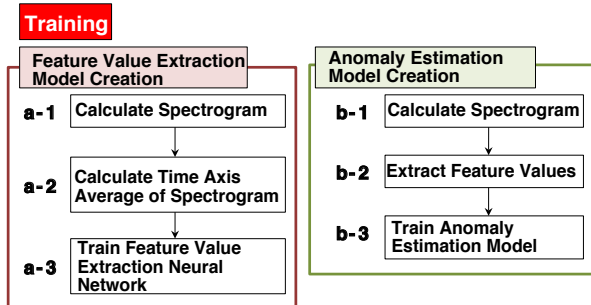 Training
Feature Value Extraction
Model Creation
a-1
Calculate Spectrogram
a-2
Calculate Time Axis
Average of Spectrogram
a-3
Train Feature Value
Extraction Neural
Network
Anomaly Estimation
Model Creation
b-1
Calculate Spectrogram
b-2
Extract Feature Values
b-3
Train Anomaly
Estimation Model